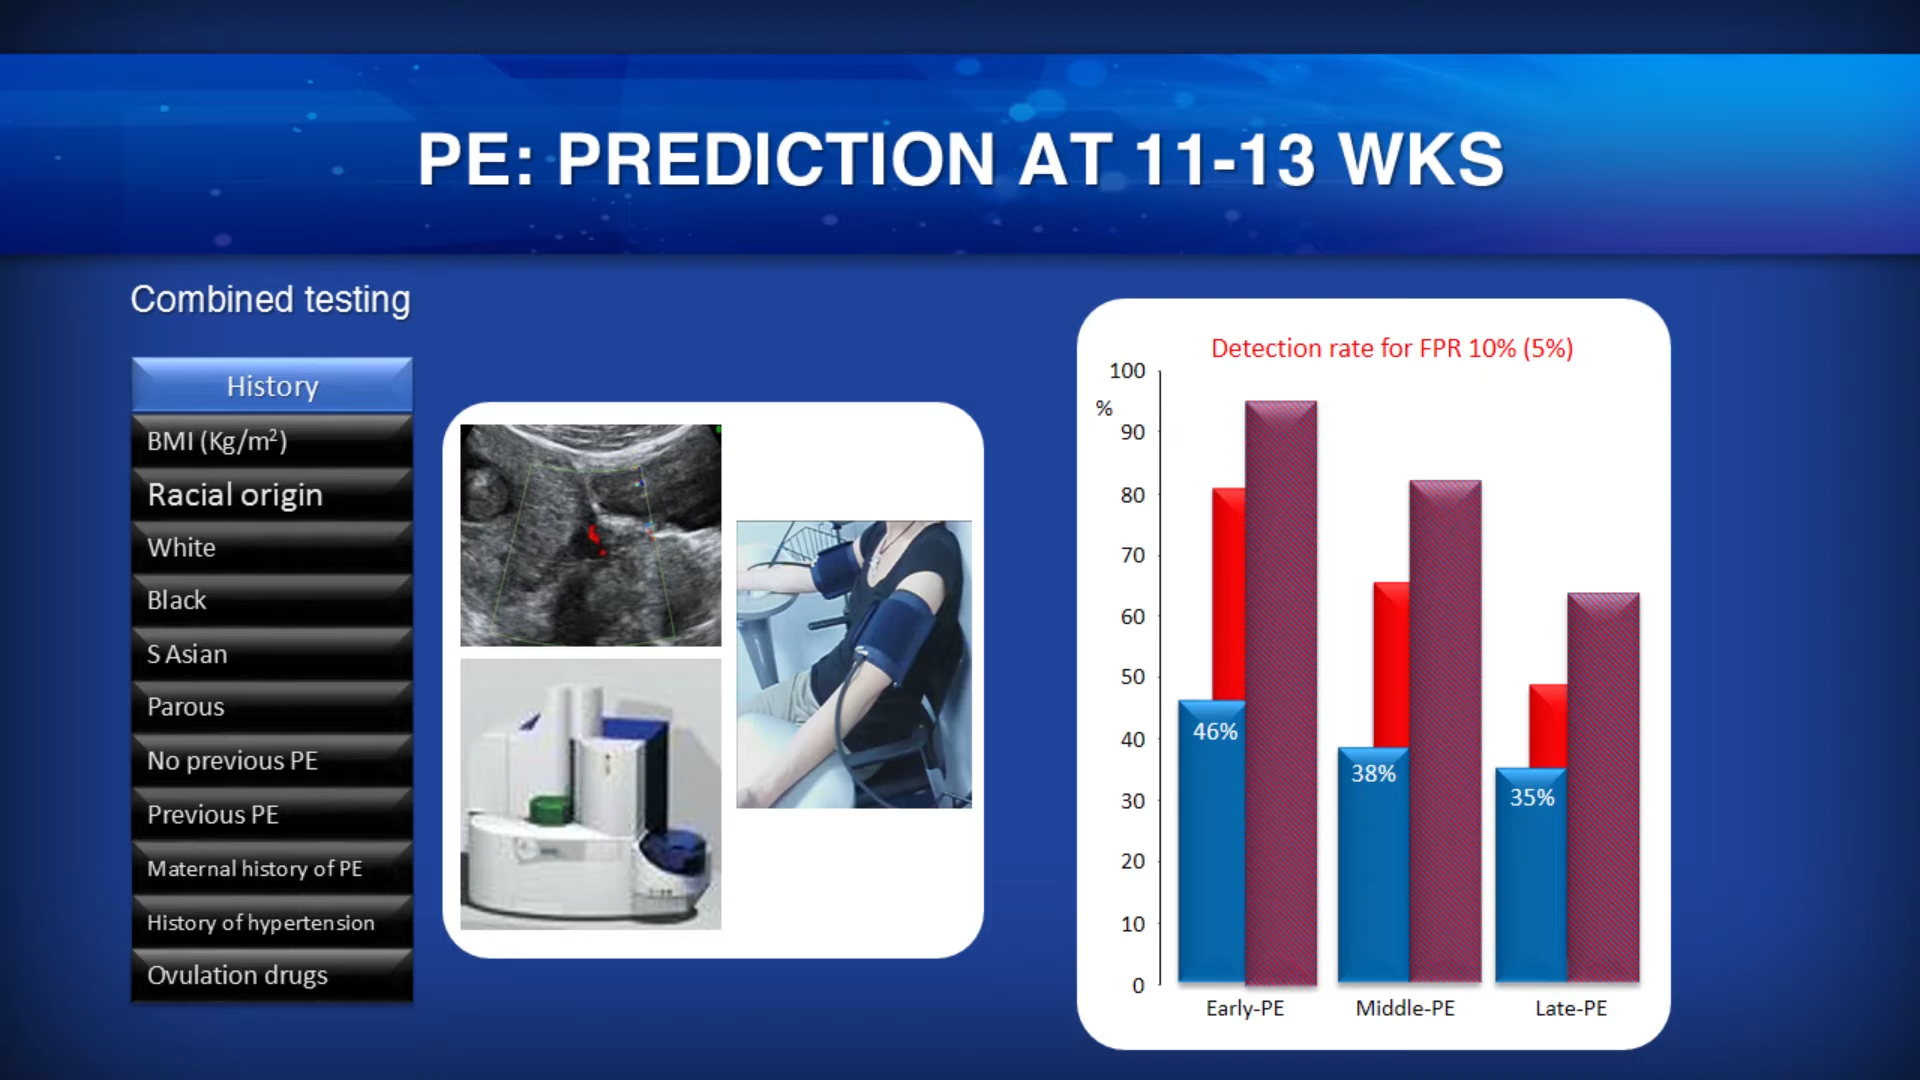 PE: PREDICTION AT 11-13 WKS
Combined testing
History
BMI (Kg/m²)
Racial origin
White
Black
S Asian
Parous
No previous PE
Previous PE
Maternal history of PE
History of hypertension
Ovulation drugs
Detection rate for FPR 10% (5%)
100
%
90
80
70
60
50
40
30
20
10
0
46%
38%
35%
Early-PE
Middle-PE
Late-PE